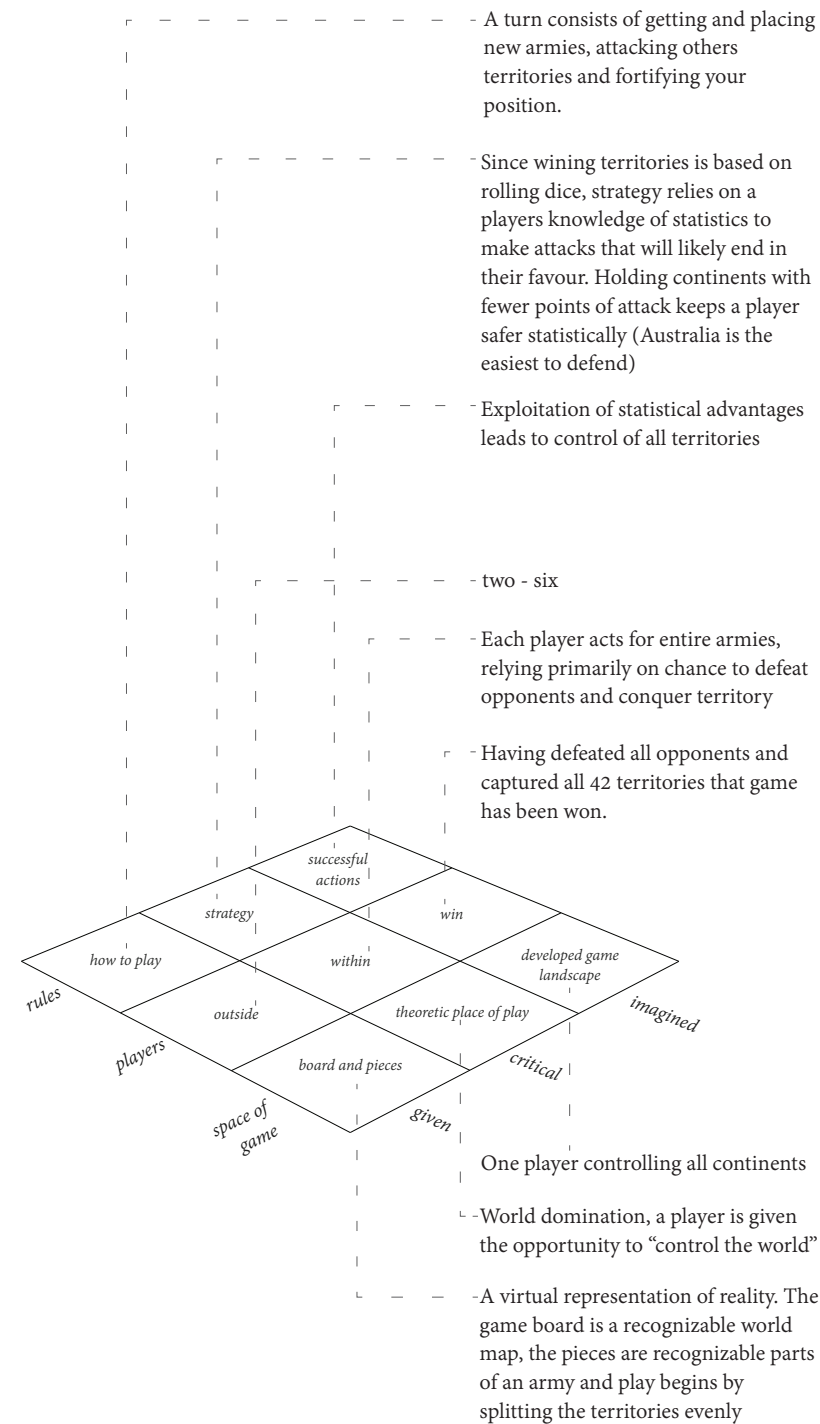 A turn consists of getting and placing
new armies, attacking others
territories and fortifying your
position.
Since wining territories is based on
rolling dice, strategy relies on a
players knowledge of statistics to
make attacks that will likely end in
their favour. Holding continents with
fewer points of attack keeps a player
safer statistically (Australia is the
easiest to defend)
Exploitation of statistical advantages
leads to control of all territories
two - six
Each player acts for entire armies,
relying primarily on chance to defeat
opponents and conquer territory
Having defeated all opponents and
captured all 42 territories that game
has been won.
successful
actions
strategy
win
how to play
within
developed game
landscape
outside
theoretic place of play
board and pieces
rules
players
space of
game
given
critical
imagined
One player controlling all continents
World domination, a player is given
the opportunity to “control the world”
A virtual representation of reality. The
game board is a recognizable world
map, the pieces are recognizable parts
of an army and play begins by
splitting the territories evenly